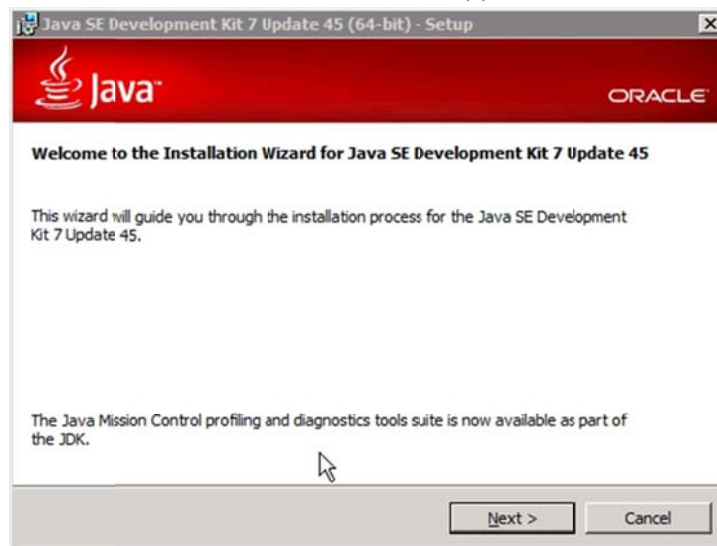 Java SE Development Kit 7 Update 45 (64-bit) - Setup
Java™
ORACLE®
Welcome to the Installation Wizard for Java SE Development Kit 7 Update 45
This wizard will guide you through the installation process for the Java SE Development
Kit 7 Update 45.
The Java Mission Control profiling and diagnostics tools suite is now available as part of
the JDK.
Next >
Cancel